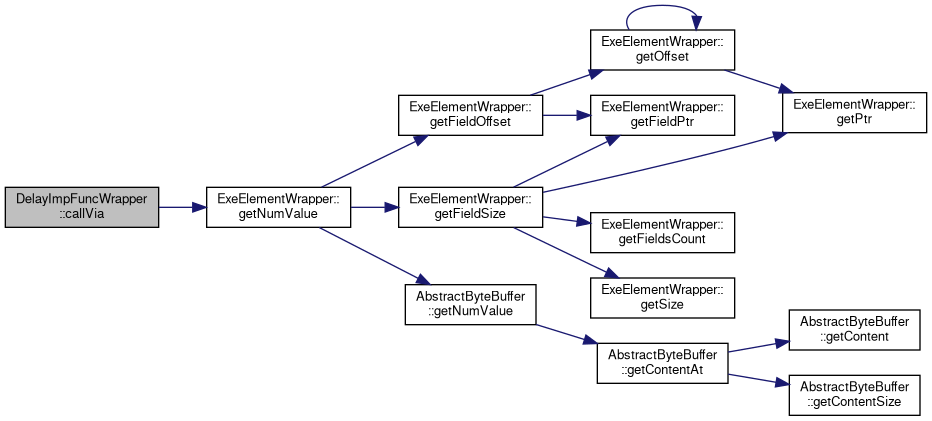 DelayImpFuncWrapper
::callVia
ExeElementWrapper::
getNumValue
ExeElementWrapper::
getFieldOffset
ExeElementWrapper::
getFieldSize
AbstractByteBuffer
::getNumValue
ExeElementWrapper::
getOffset
ExeElementWrapper::
getFieldPtr
ExeElementWrapper::
getFieldsCount
ExeElementWrapper::
getSize
AbstractByteBuffer
::getContentAt
ExeElementWrapper::
getPtr
AbstractByteBuffer
::getContent
AbstractByteBuffer
::getContentSize